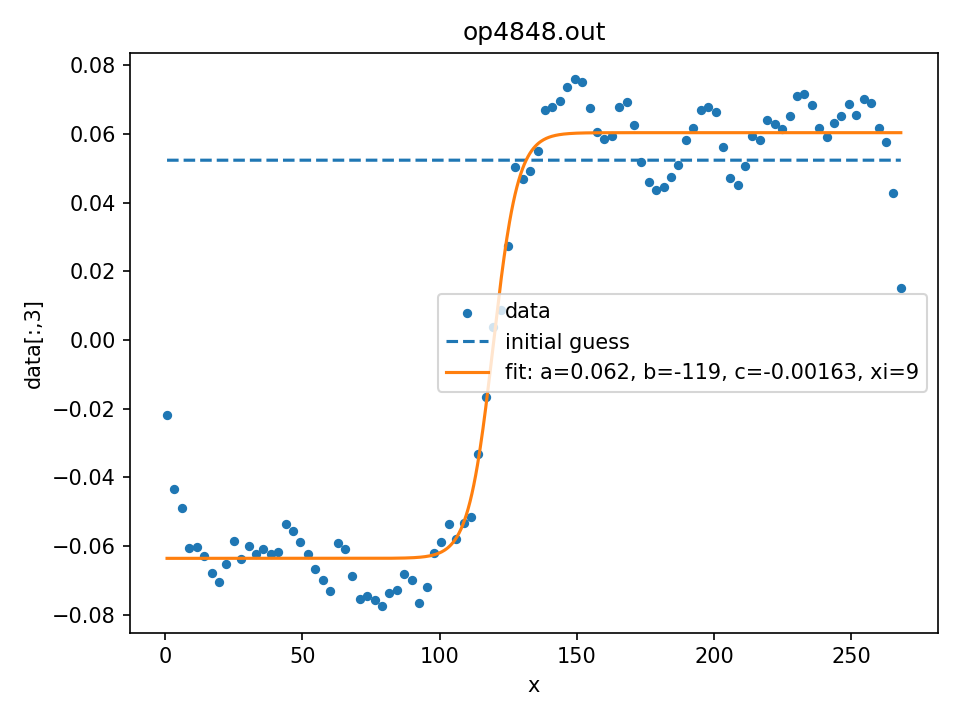 op4848.out
0.08
0.06
0.04
0.02
0.00
−0.02
−0.04
−0.06
−0.08
data[:,3]
data
initial guess
fit: a=0.062, b=-119, c=-0.00163, xi=9
0 50 100 150 200 250
x